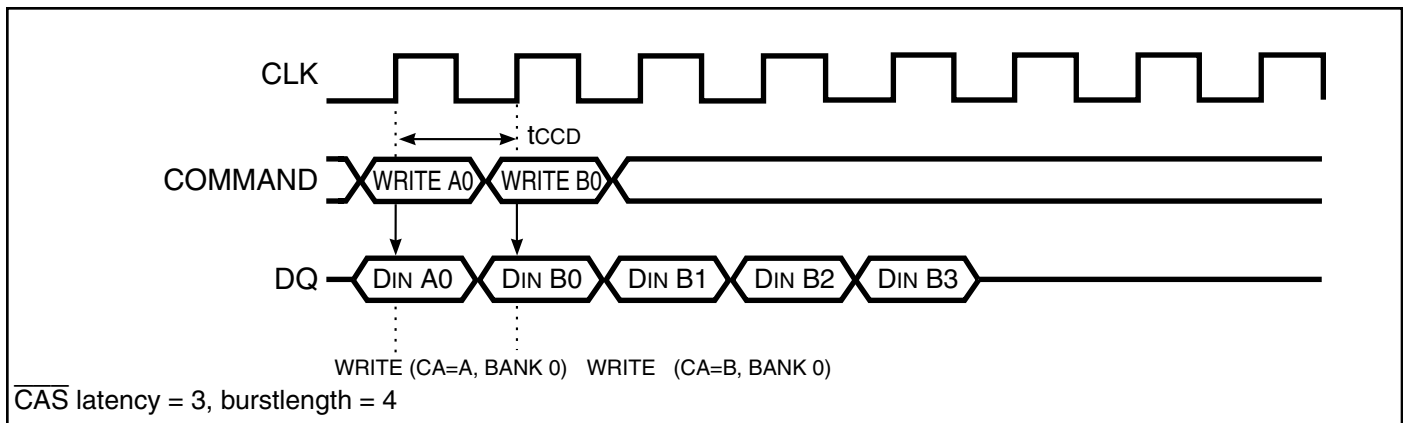 CLK
tCCD
COMMAND WRITE A0 WRITE B0
DQ DIN A0 DIN B0 DIN B1 DIN B2 DIN B3
WRITE (CA=A, BANK 0) WRITE (CA=B, BANK 0)
C̅A̅S̅ latency = 3, burstlength = 4